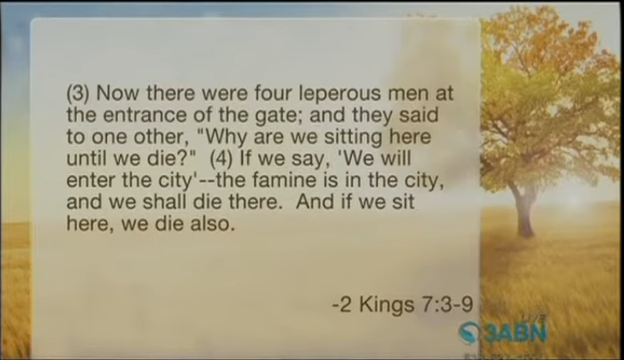 (3) Now there were four leperous men at
the entrance of the gate; and they said
to one other, "Why are we sitting here
until we die?"  (4) If we say, 'We will
enter the city'--the famine is in the city,
and we shall die there.  And if we sit
here, we die also.
-2 Kings 7:3-9
3ABN